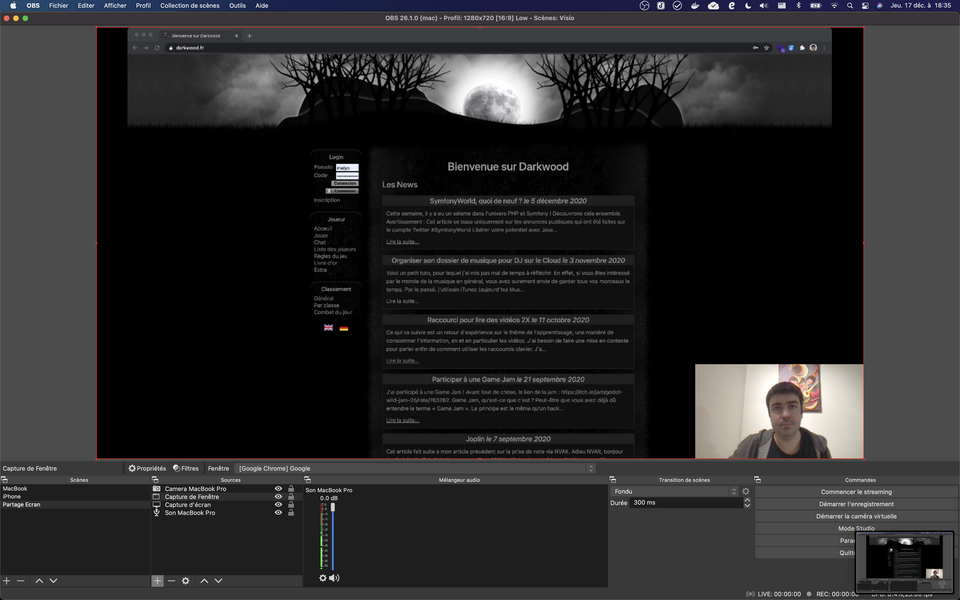 OBS Fichier Editer Afficher Profil Collection de scènes Outils Aide Jeu. 17 déc. à 18:35
OBS 26.1.0 (mac) - Profil: 1280x720 [16:9] Low - Scènes: Visio
Bienvenue sur Darkwood
darkwood.fr
Login
Pseudo matyo
Code
Connexion
Inscription
Joueur
Accueil
Jouer
Chat
Liste des joueurs
Règles du jeu
Livre d'or
Extra
Classement
Général
Par classe
Combat du jour
Bienvenue sur Darkwood
Les News
SymfonyWorld, quoi de neuf ? le 5 décembre 2020
Cette semaine, il y a eu un séisme dans l'univers PHP et Symfony ! Découvrons cela ensemble.
Avertissement : Cet article se base uniquement sur les annonces publiques qui ont été faites sur
le compte Twitter #SymfonyWorld Libérer votre potentiel avec Java...
Lire la suite...
Organiser son dossier de musique pour DJ sur le Cloud le 3 novembre 2020
Voici un petit tuto, pour lequel j'ai mis pas mal de temps à réfléchir. En effet, si vous êtes intéressé
par le monde de la musique en général, vous avez surement envie de garder tous vos morceaux le
temps. Par le passé, j'utilisais iTunes (aujourd'hui Mus...
Lire la suite...
Raccourci pour lire des vidéos 2X le 11 octobre 2020
Ce qui va suivre est un retour d'expérience sur le thème de l'apprentissage, une manière de
consommer l'information, en et en particulier les vidéos. J'ai besoin de faire une mise en contexte
pour parler enfin de comment utiliser les raccourcis clavier. J'a...
Lire la suite...
Participer à une Game Jam le 21 septembre 2020
J'ai participé à une Game Jam ! Avant tout de chose, le lien de la jam : https://itch.io/jam/godot-
wild-jam-25/rate/763782. Game Jam, qu'est-ce que c'est ? Peut-être que vous avez déjà dû
entendre le terme « Game Jam ». Le principe est le même qu'un hack...
Lire la suite...
Joplin le 7 septembre 2020
Cet article fait suite à mon article précédent sur la prise de note via NVAlt. Adieu NVAlt, bonjour
Capture de Fenêtre Propriétés Filtres Fenêtre [Google Chrome] Google
Scènes
MacBook
iPhone
Partage Ecran
Sources
Camera MacBook Pro
Capture de Fenêtre
Capture d'écran
Son MacBook Pro
Mélangeur audio
Son MacBook Pro
0.0 dB
Transition de scènes
Fondu
Durée 300 ms
Commandes
Commencer le streaming
Démarrer l'enregistrement
Démarrer la caméra virtuelle
Mode Studio
Para
Quitt
LIVE: 00:00:00 REC: 00:00:00